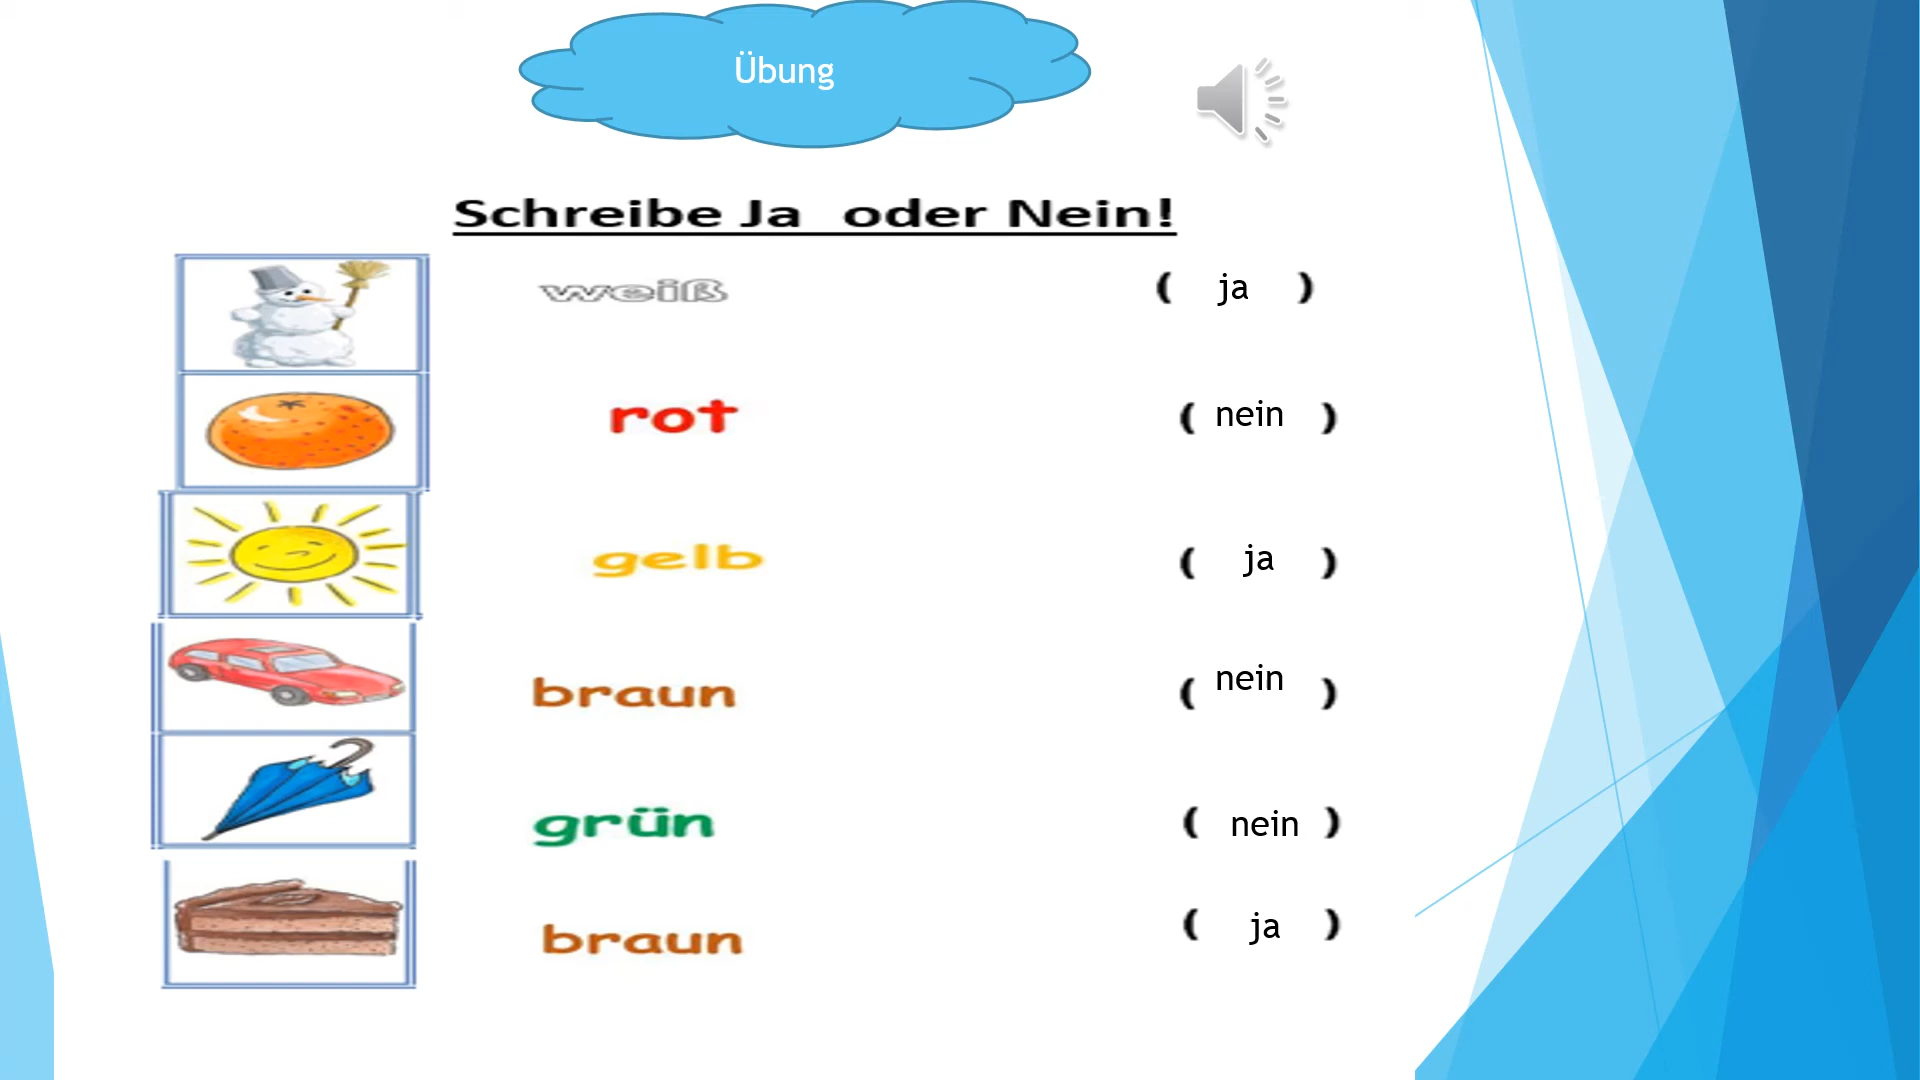 Übung
Schreibe Ja oder Nein!
weiß ( ja )
rot ( nein )
gelb ( ja )
braun ( nein )
grün ( nein )
braun ( ja )